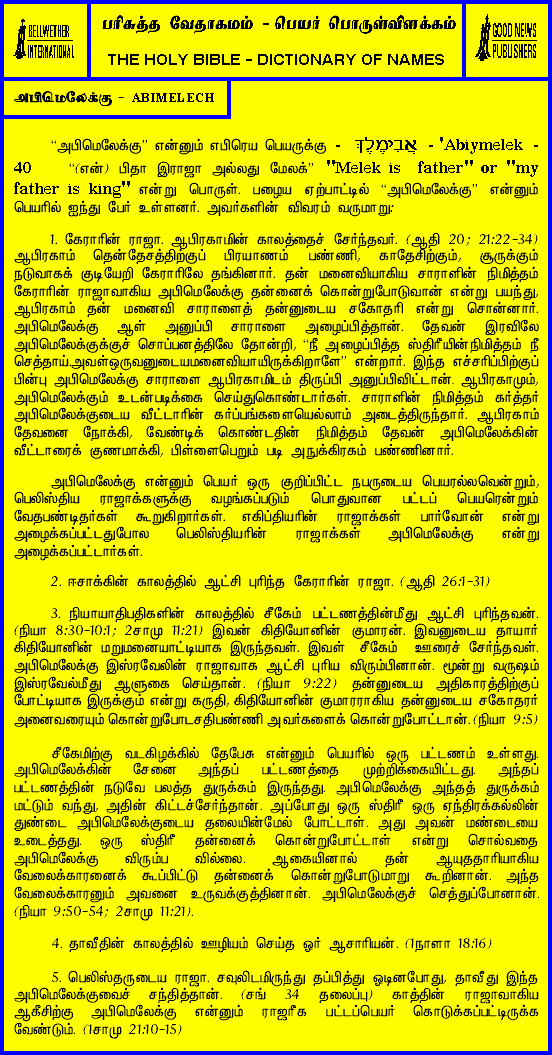 BELLWETHER
INTERNATIONAL
பரிசுத்த வேதாகமம் - பெயர் பொருள்விளக்கம்
THE HOLY BIBLE - DICTIONARY OF NAMES
GOOD NEWS
PUBLISHERS
அபிமெலேக்கு - ABIMELECH
“அபிமெலேக்கு” என்னும் எபிரெய பெயருக்கு - אֲבִימֶלֶךְ - 'Abiymelek -
40 “(என்) பிதா இராஜா அல்லது மேலக்” "Melek is father" or "my
father is king" என்று பொருள். பழைய ஏற்பாட்டில் “அபிமெலேக்கு” என்னும்
பெயரில் ஐந்து பேர் உள்ளனர். அவர்களின் விவரம் வருமாறு:
1. கேராரின் ராஜா. ஆபிரகாமின் காலத்தைச் சேர்ந்தவர். (ஆதி 20; 21:22-34)
ஆபிரகாம் தென்தேசத்திற்குப் பிரயாணம் பண்ணி, காதேசிற்கும், சூருக்கும்
நடுவாகக் குடியேறி கேராரிலே தங்கினார். தன் மனைவியாகிய சாராளின் நிமித்தம்
கேராரின் ராஜாவாகிய அபிமெலேக்கு தன்னைக் கொன்றுபோடுவான் என்று பயந்து,
ஆபிரகாம் தன் மனைவி சாராளைத் தன்னுடைய சகோதரி என்று சொன்னார்.
அபிமெலேக்கு ஆள் அனுப்பி சாராளை அழைப்பித்தான். தேவன் இரவிலே
அபிமெலேக்குக்குச் சொப்பனத்திலே தோன்றி, “நீ அழைப்பித்த ஸ்திரீயின்நிமித்தம் நீ
செத்தாய்.அவள்ஒருவனுடையமனைவியாயிருக்கிறாளே” என்றார். இந்த எச்சரிப்பிற்குப்
பின்பு அபிமெலேக்கு சாராளை ஆபிரகாமிடம் திருப்பி அனுப்பிவிட்டான். ஆபிரகாமும்,
அபிமெலேக்கும் உடன்படிக்கை செய்துகொண்டார்கள். சாராளின் நிமித்தம் கர்த்தர்
அபிமெலேக்குடைய வீட்டாரின் கர்ப்பங்களையெல்லாம் அடைத்திருந்தார். ஆபிரகாம்
தேவனை நோக்கி, வேண்டிக் கொண்டதின் நிமித்தம் தேவன் அபிமெலேக்கின்
வீட்டாரைக் குணமாக்கி, பிள்ளைபெறும் படி அநுக்கிரகம் பண்ணினார்.
அபிமெலேக்கு என்னும் பெயர் ஒரு குறிப்பிட்ட நபருடைய பெயரல்லவென்றும்,
பெலிஸ்திய ராஜாக்களுக்கு வழங்கப்படும் பொதுவான பட்டப் பெயரென்றும்
வேதபண்டிதர்கள் கூறுகிறார்கள். எகிப்தியரின் ராஜாக்கள் பார்வோன் என்று
அழைக்கப்பட்டதுபோல பெலிஸ்தியரின் ராஜாக்கள் அபிமெலேக்கு என்று
அழைக்கப்பட்டார்கள்.
2. ஈசாக்கின் காலத்தில் ஆட்சி புரிந்த கேராரின் ராஜா. (ஆதி 26:1-31)
3. நியாயாதிபதிகளின் காலத்தில் சீகேம் பட்டணத்தின்மீது ஆட்சி புரிந்தவன்.
(நியா 8:30-10:1; 2சாமு 11:21) இவன் கிதியோனின் குமாரன். இவனுடைய தாயார்
கிதியோனின் மறுமனையாட்டியாக இருந்தவள். இவள் சீகேம் ஊரைச் சேர்ந்தவள்.
அபிமெலேக்கு இஸ்ரவேலின் ராஜாவாக ஆட்சி புரிய விரும்பினான். மூன்று வருஷம்
இஸ்ரவேல்மீது ஆளுகை செய்தான். (நியா 9:22) தன்னுடைய அதிகாரத்திற்குப்
போட்டியாக இருக்கும் என்று கருதி, கிதியோனின் குமாரராகிய தன்னுடைய சகோதரர்
அனைவரையும் கொன்றுபோடசதிபண்ணி அவர்களைக் கொன்றுபோட்டான். (நியா 9:5)
சீகேமிற்கு வடகிழக்கில் தேபேசு என்னும் பெயரில் ஒரு பட்டணம் உள்ளது.
அபிமெலேக்கின் சேனை அந்தப் பட்டணத்தை முற்றிக்கையிட்டது. அந்தப்
பட்டணத்தின் நடுவே பலத்த துருக்கம் இருந்தது. அபிமெலேக்கு அந்தத் துருக்கம்
மட்டும் வந்து, அதின் கிட்டச்சேர்ந்தான். அப்போது ஒரு ஸ்திரீ ஒரு ஏந்திரக்கல்லின்
துண்டை அபிமெலேக்குடைய தலையின்மேல் போட்டாள். அது அவன் மண்டையை
உடைத்தது. ஒரு ஸ்திரீ தன்னைக் கொன்றுபோட்டாள் என்று சொல்வதை
அபிமெலேக்கு விரும்ப வில்லை. ஆகையினால் தன் ஆயுததாரியாகிய
வேலைக்காரனைக் கூப்பிட்டு தன்னைக் கொன்றுபோடுமாறு கூறினான். அந்த
வேலைக்காரனும் அவனை உருவக்குத்தினான். அபிமெலேக்குச் செத்துப்போனான்.
(நியா 9:50-54; 2சாமு 11:21).
4. தாவீதின் காலத்தில் ஊழியம் செய்த ஓர் ஆசாரியன். (1நாளா 18:16)
5. பெலிஸ்தருடைய ராஜா. சவுலிடமிருந்து தப்பித்து ஓடினபோது, தாவீது இந்த
அபிமெலேக்குவைச் சந்தித்தான். (சங் 34 தலைப்பு) காத்தின் ராஜாவாகிய
ஆகீசிற்கு அபிமெலேக்கு என்னும் ராஜரீக பட்டப்பெயர் கொடுக்கப்பட்டிருக்க
வேண்டும். (1சாமு 21:10-15)